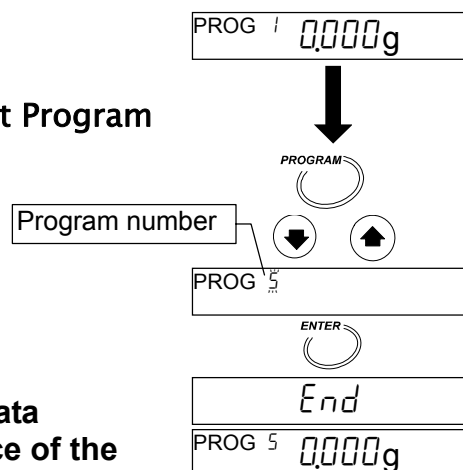 PROG 1 0.000g
t Program
PROGRAM
Program number
PROG 5
ENTER
End
ata
PROG 5 0.000g
ce of the